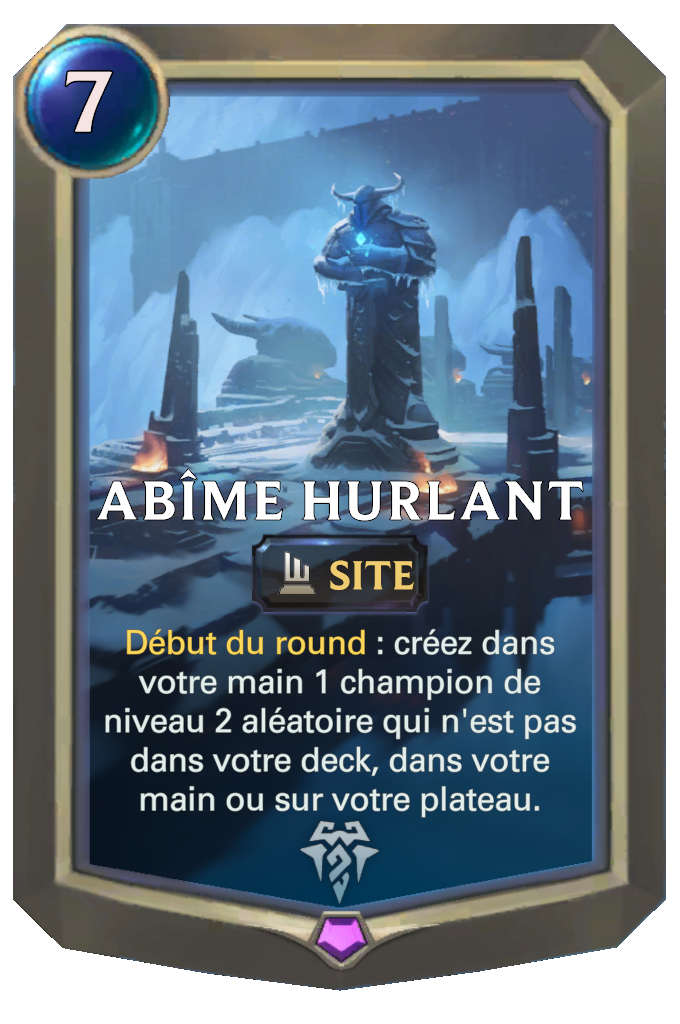 7
ABÎME HURLANT
SITE
Début du round : créez dans
votre main 1 champion de
niveau 2 aléatoire qui n'est pas
dans votre deck, dans votre
main ou sur votre plateau.